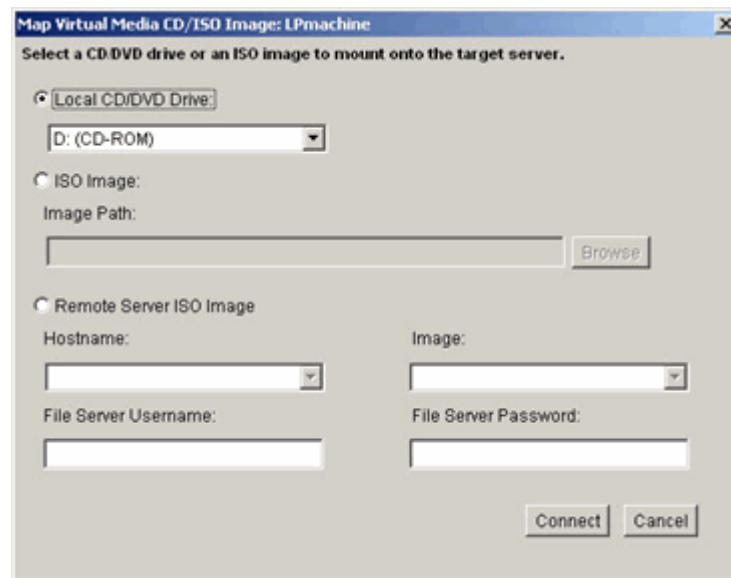 Map Virtual Media CD/ISO Image: LPmachine
Select a CD/DVD drive or an ISO image to mount onto the target server.
Local CD/DVD Drive:
D: (CD-ROM)
ISO Image:
Image Path:
Browse
Remote Server ISO Image
Hostname:
Image:
File Server Username:
File Server Password:
Connect
Cancel